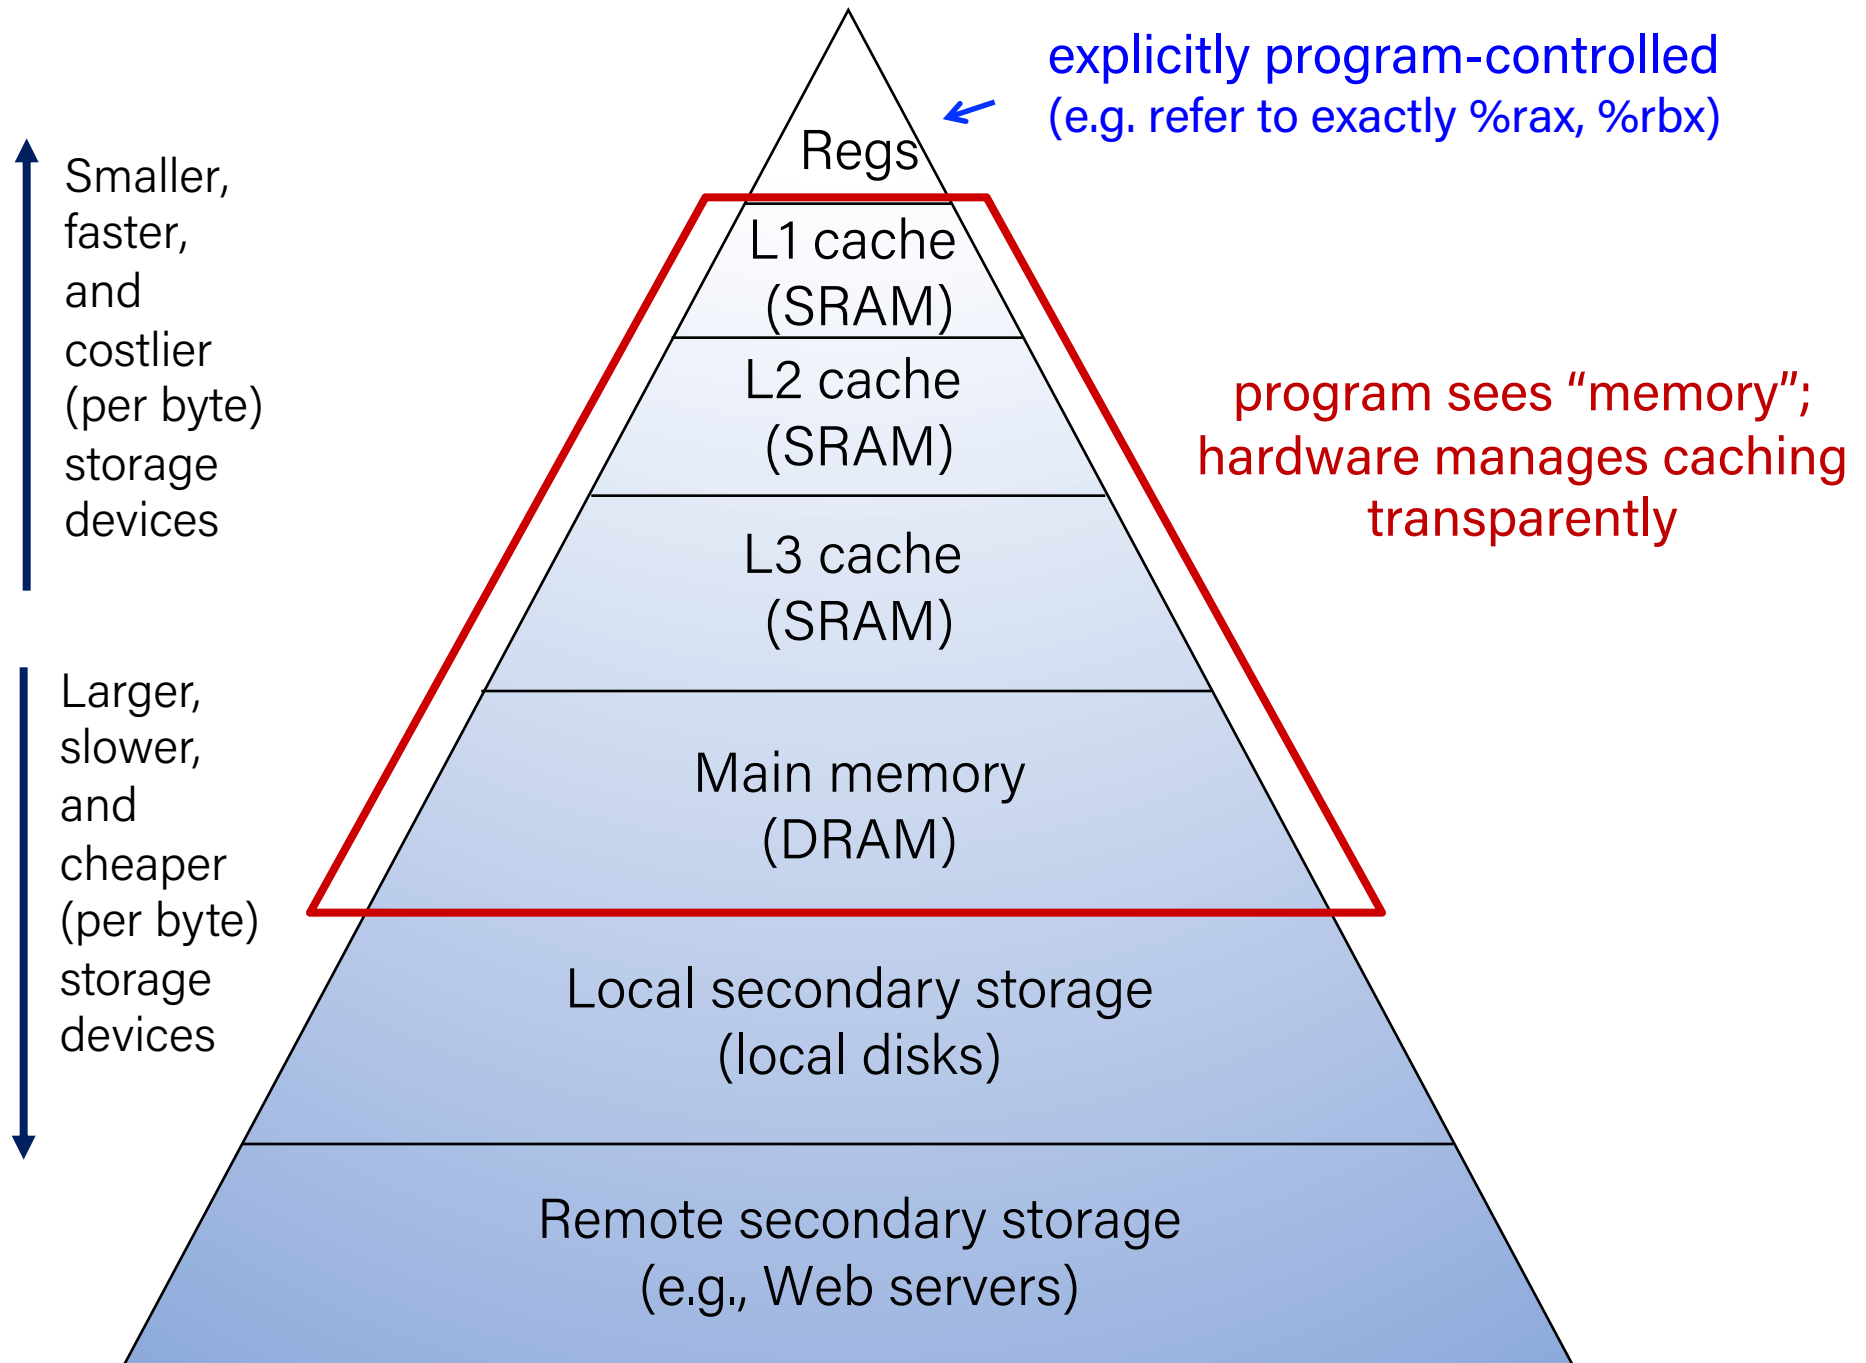 explicitly program-controlled
(e.g. refer to exactly %rax, %rbx)
Regs
Smaller,
faster,
and
costlier
(per byte)
storage
devices
L1 cache
(SRAM)
L2 cache
(SRAM)
program sees “memory”;
hardware manages caching
transparently
L3 cache
(SRAM)
Larger,
slower,
and
cheaper
(per byte)
storage
devices
Main memory
(DRAM)
Local secondary storage
(local disks)
Remote secondary storage
(e.g., Web servers)